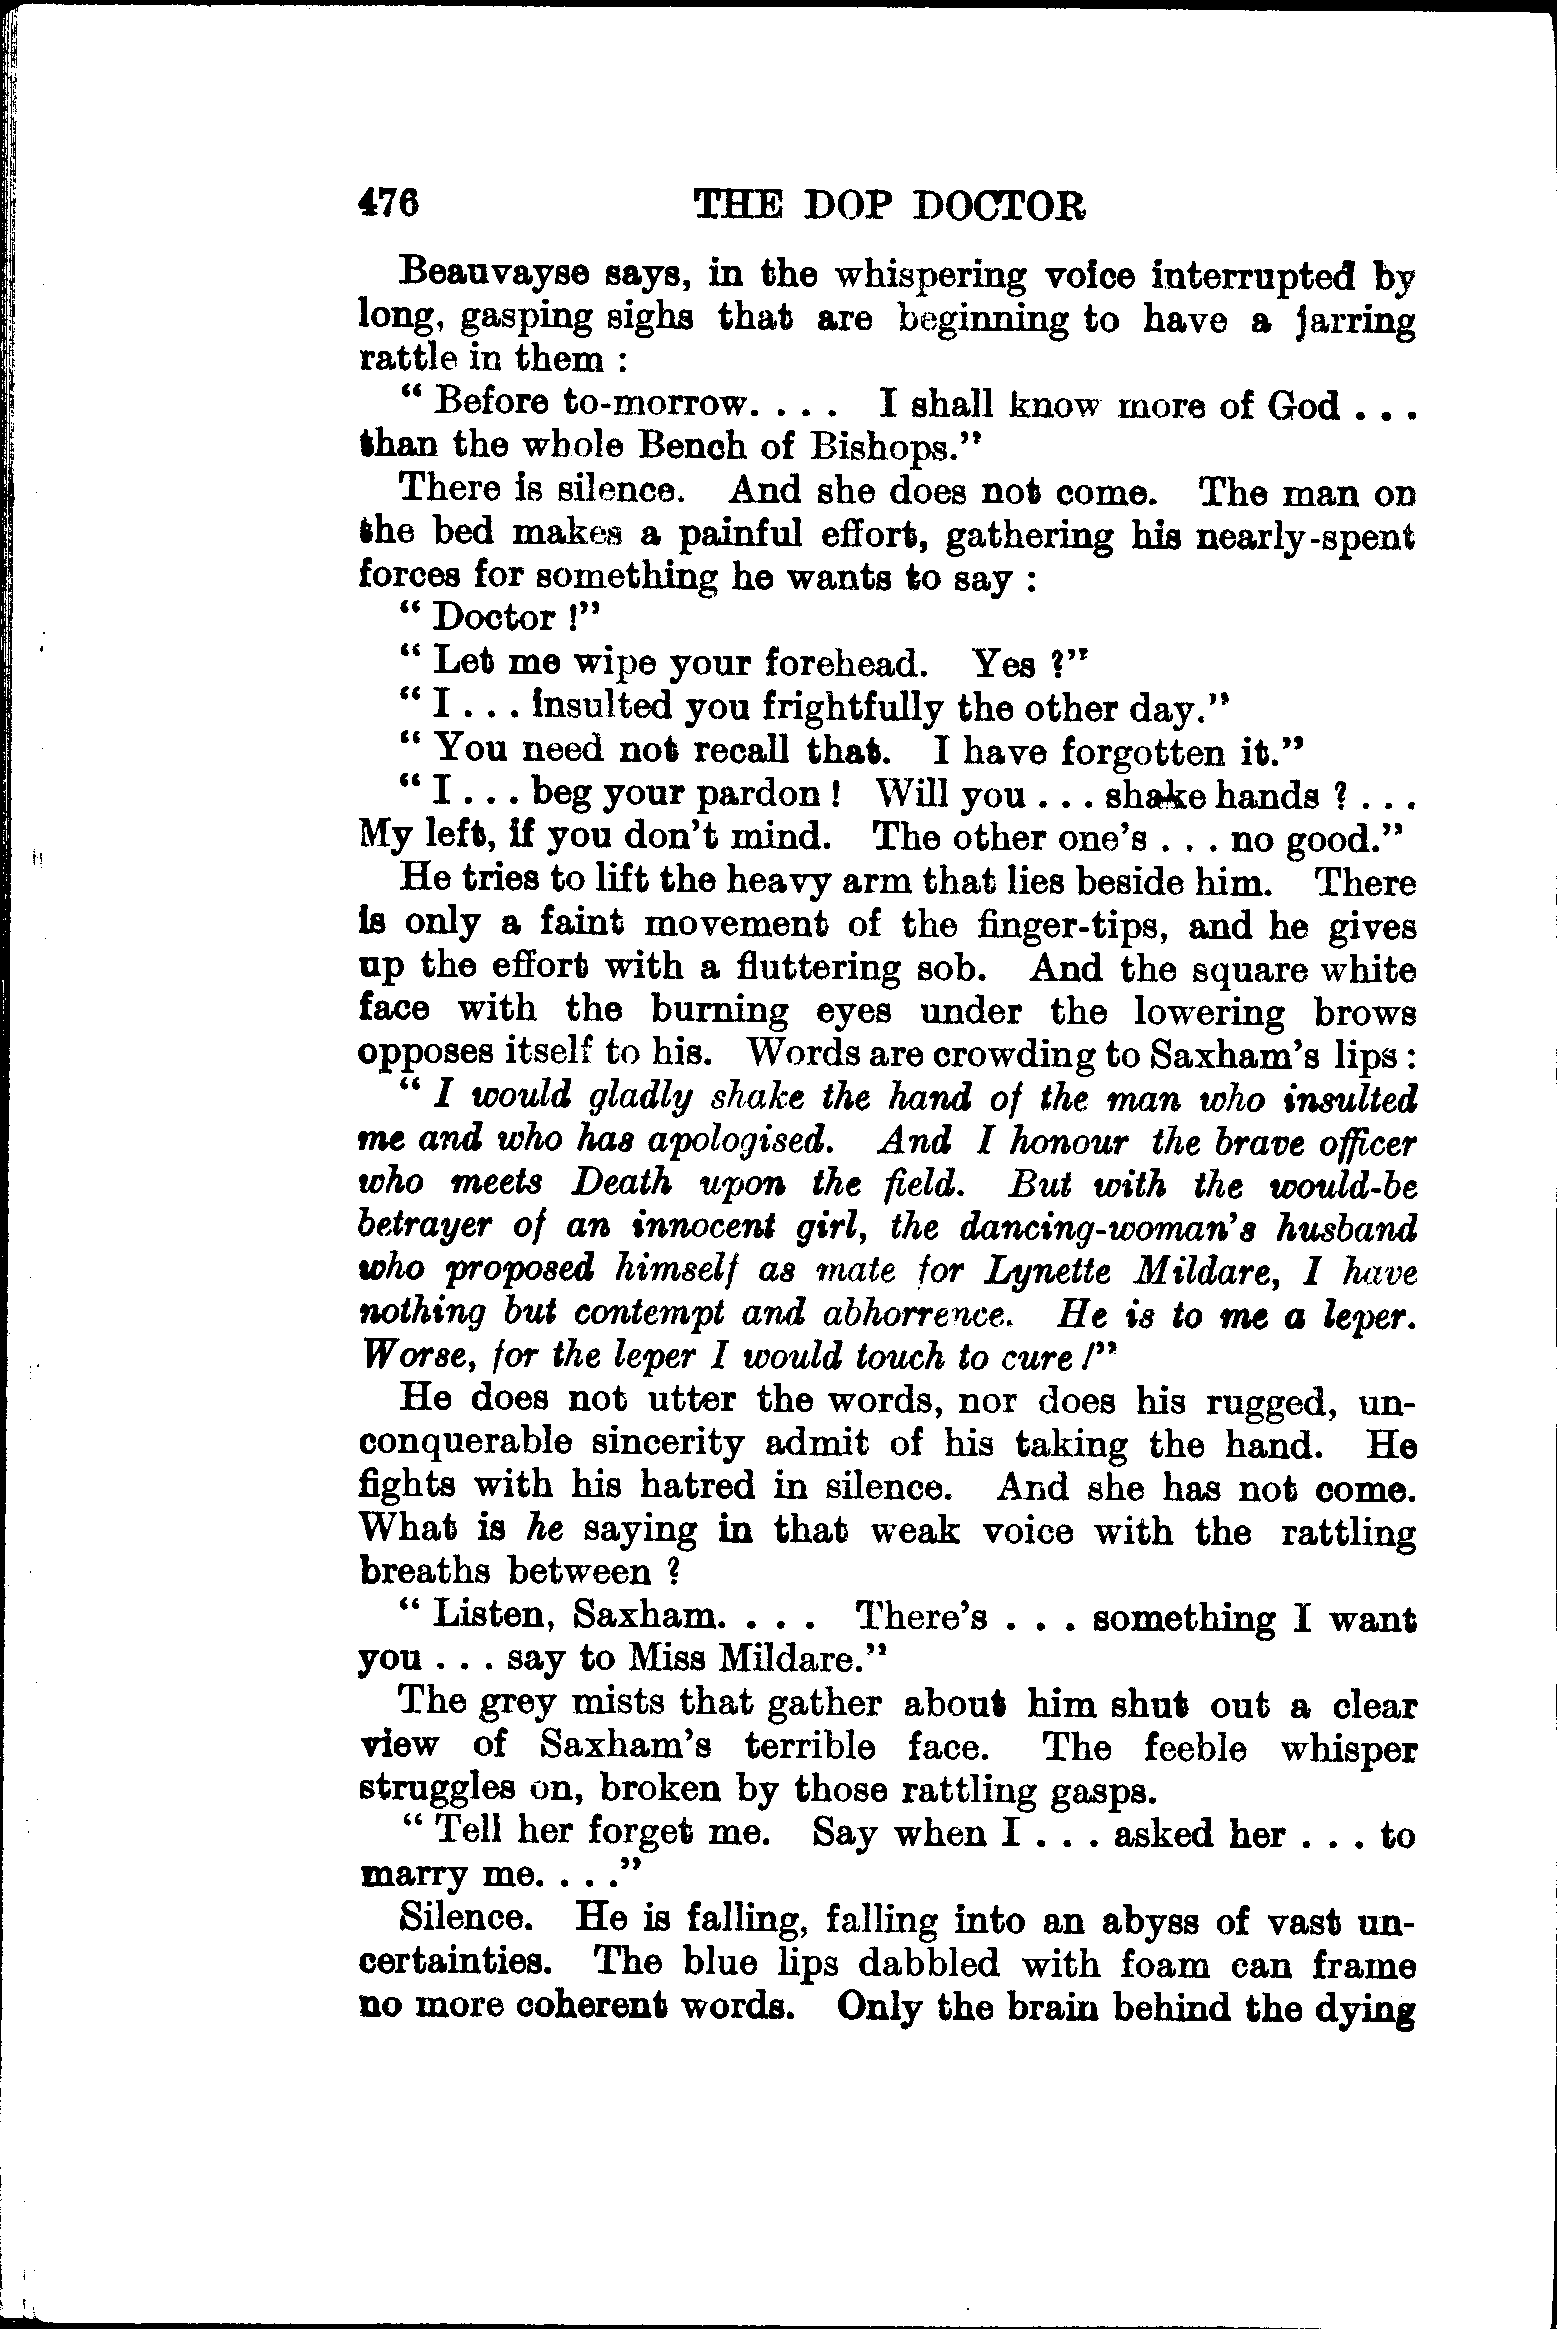 476 THE DOP DOCTOR
Beauvayse says, in the whispering voice interrupted by
long, gasping sighs that are beginning to have a jarring
rattle in them :
“ Before to-morrow. . . . I shall know more of God . . .
than the whole Bench of Bishops.”
There is silence. And she does not come. The man on
the bed makes a painful effort, gathering his nearly-spent
forces for something he wants to say :
“ Doctor !”
“ Let me wipe your forehead. Yes ?”
“ I . . . insulted you frightfully the other day.”
“ You need not recall that. I have forgotten it.”
“ I . . . beg your pardon ! Will you . . . shake hands ? . . .
My left, if you don’t mind. The other one’s . . . no good.”
He tries to lift the heavy arm that lies beside him. There
is only a faint movement of the finger-tips, and he gives
up the effort with a fluttering sob. And the square white
face with the burning eyes under the lowering brows
opposes itself to his. Words are crowding to Saxham’s lips :
“ I would gladly shake the hand of the man who insulted
me and who has apologised. And I honour the brave officer
who meets Death upon the field. But with the would-be
betrayer of an innocent girl, the dancing-woman’s husband
who proposed himself as mate for Lynette Mildare, I have
nothing but contempt and abhorrence. He is to me a leper.
Worse, for the leper I would touch to cure !”
He does not utter the words, nor does his rugged, un-
conquerable sincerity admit of his taking the hand. He
fights with his hatred in silence. And she has not come.
What is he saying in that weak voice with the rattling
breaths between ?
“ Listen, Saxham. . . . There’s . . . something I want
you . . . say to Miss Mildare.”
The grey mists that gather about him shut out a clear
view of Saxham’s terrible face. The feeble whisper
struggles on, broken by those rattling gasps.
“ Tell her forget me. Say when I . . . asked her . . . to
marry me. . . .”
Silence. He is falling, falling into an abyss of vast un-
certainties. The blue lips dabbled with foam can frame
no more coherent words. Only the brain behind the dying